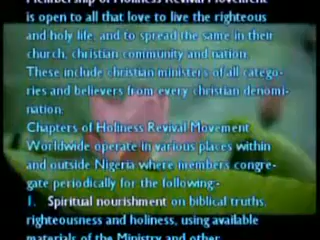 Membership of Holiness Revival Movement
is open to all that love to live the righteous
and holy life, and to spread the same in their
church, christian community and nation.
These include christian ministers of all catego-
ries and believers from every christian denomi-
nation.
Chapters of Holiness Revival Movement
Worldwide operate in various places within
and outside Nigeria where members congre-
gate periodically for the following:-
1. Spiritual nourishment on biblical truths,
righteousness and holiness, using available
materials of the Ministry and other